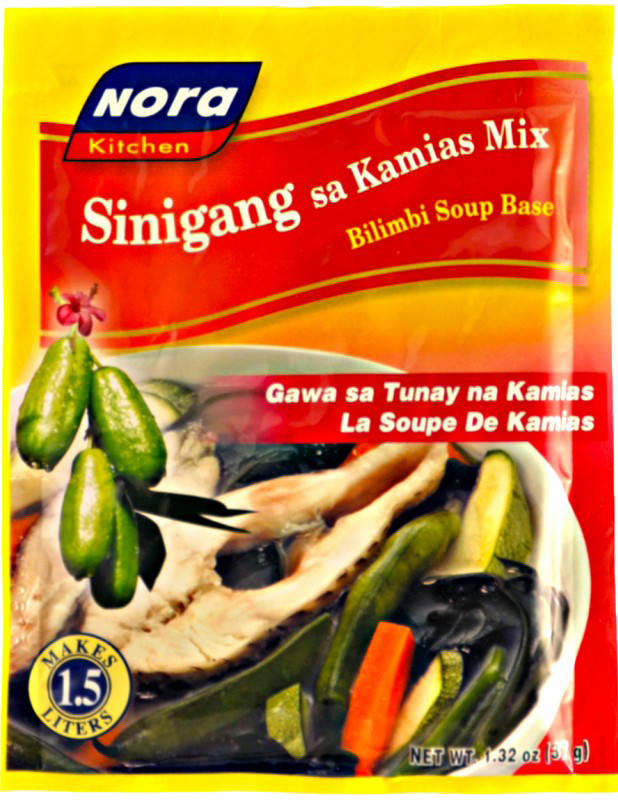 NORA
Kitchen
Sinigang sa Kamias Mix
Bilimbi Soup Base
Gawa sa Tunay na Kamias
La Soupe De Kamias
MAKES
1.5
LITERS
NET WT. 1.32 oz (37 g)